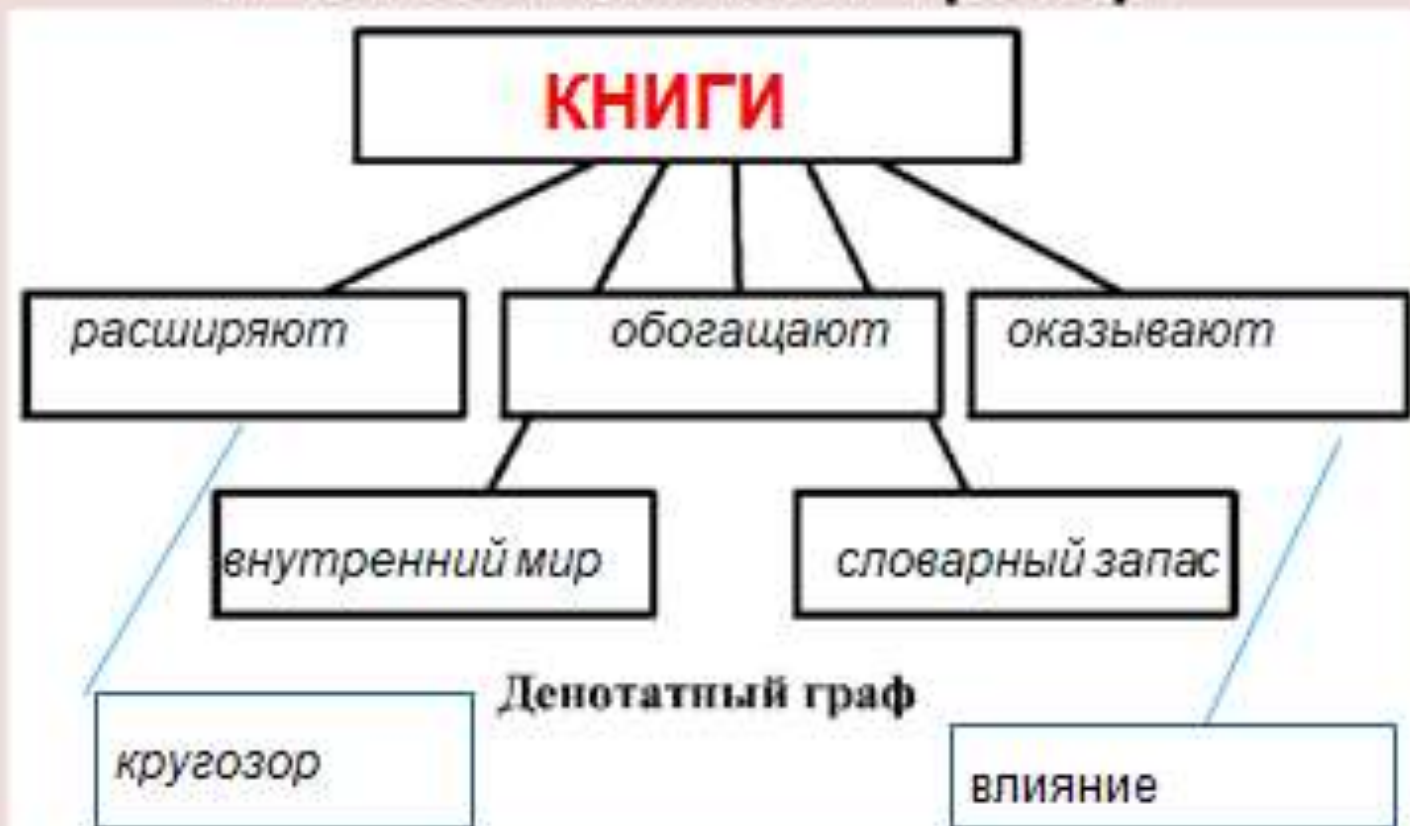 КНИГИ
расширяют
обогащают
оказывают
внутренний мир
словарный запас
Денотатный граф
кругозор
влияние